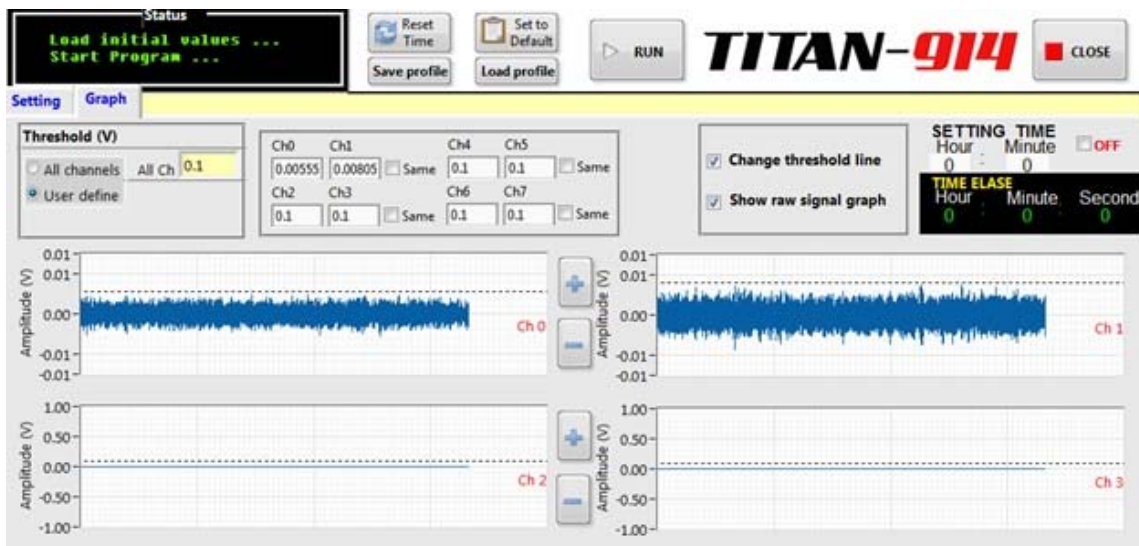 Status
Load initial values ...
Start Program ...
Reset Time
Set to Default
Save profile
Load profile
RUN
TITAN-914
CLOSE
Setting
Graph
Threshold (V)
All channels
All Ch 0.1
User define
Ch0 Ch1 Ch4 Ch5
0.00555 0.00805 Same 0.1 0.1 Same
Ch2 Ch3 Ch6 Ch7
0.1 0.1 Same 0.1 0.1 Same
Change threshold line
Show raw signal graph
SETTING TIME
Hour Minute
0 : 0
OFF
TIME ELASE
Hour Minute Second
0 : 0 : 0
Amplitude (V)
0.01
0.01
0.00
-0.01
-0.01
Ch 0
Amplitude (V)
0.01
0.01
0.00
-0.01
-0.01
Ch 1
Amplitude (V)
1.00
0.50
0.00
-0.50
-1.00
Ch 2
Amplitude (V)
1.00
0.50
0.00
-0.50
-1.00
Ch 3